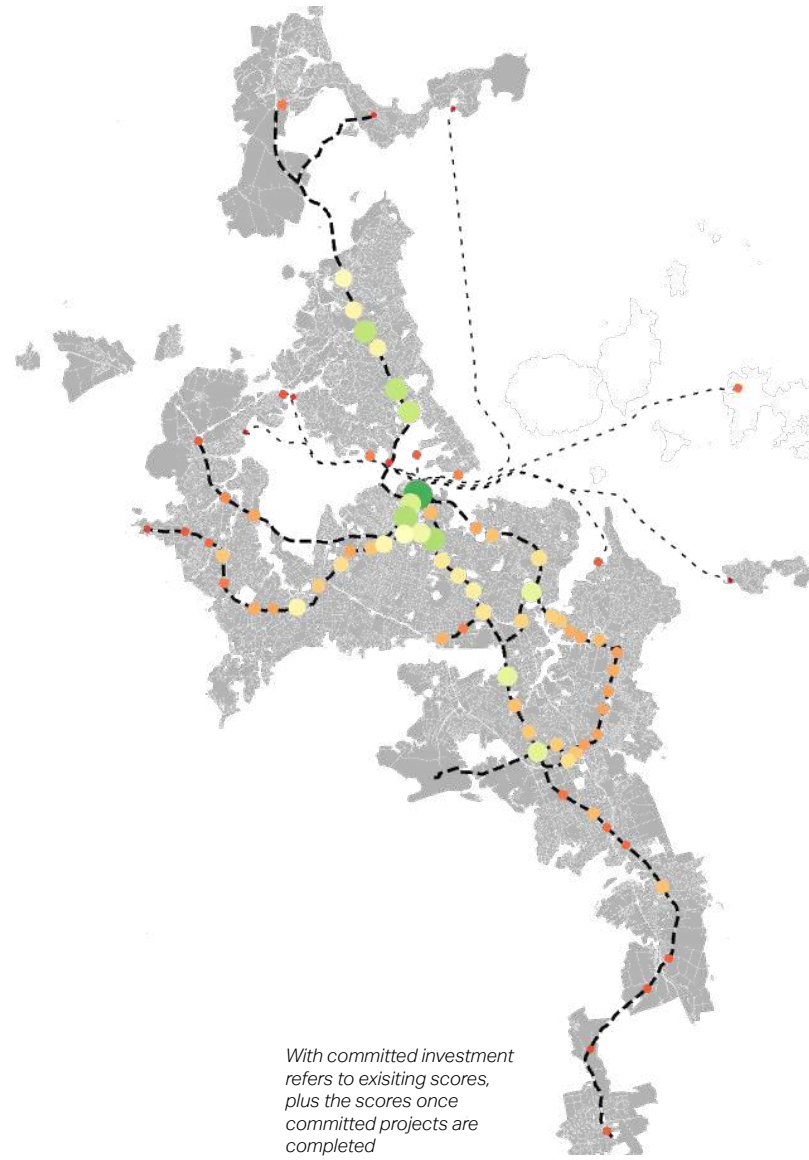 With committed investment
refers to exisiting scores,
plus the scores once
committed projects are
completed